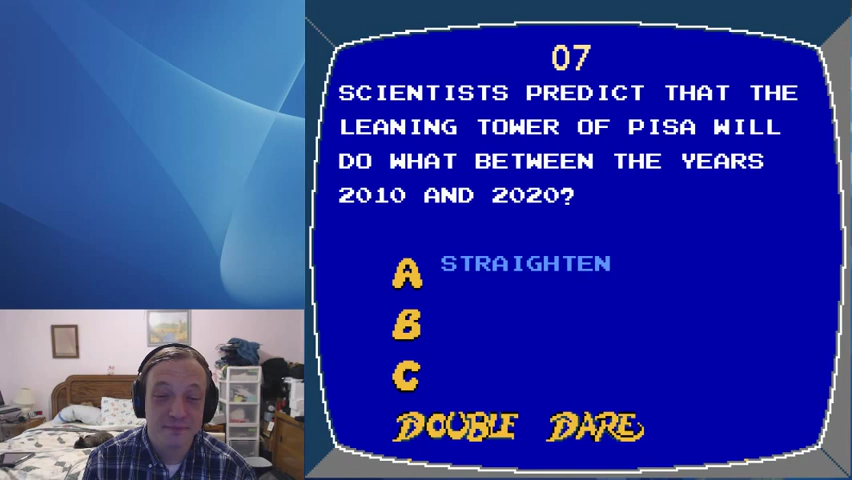 07
SCIENTISTS PREDICT THAT THE
LEANING TOWER OF PISA WILL
DO WHAT BETWEEN THE YEARS
2010 AND 2020?
A STRAIGHTEN
B
C
DOUBLE DARE